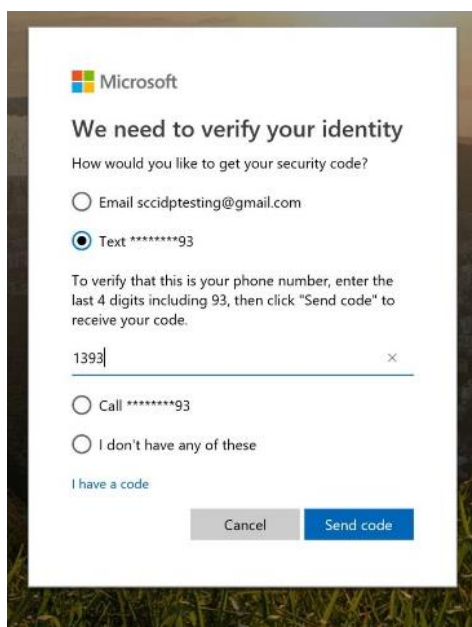 Microsoft
We need to verify your identity
How would you like to get your security code?
Email sccidptesting@gmail.com
Text ********93
To verify that this is your phone number, enter the
last 4 digits including 93, then click "Send code" to
receive your code.
1393
Call ********93
I don't have any of these
I have a code
Cancel Send code